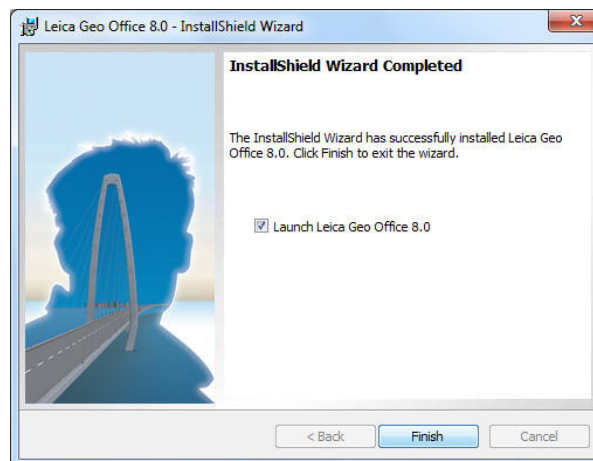 Leica Geo Office 8.0 - InstallShield Wizard
InstallShield Wizard Completed
The InstallShield Wizard has successfully installed Leica Geo
Office 8.0. Click Finish to exit the wizard.
Launch Leica Geo Office 8.0
< Back
Finish
Cancel